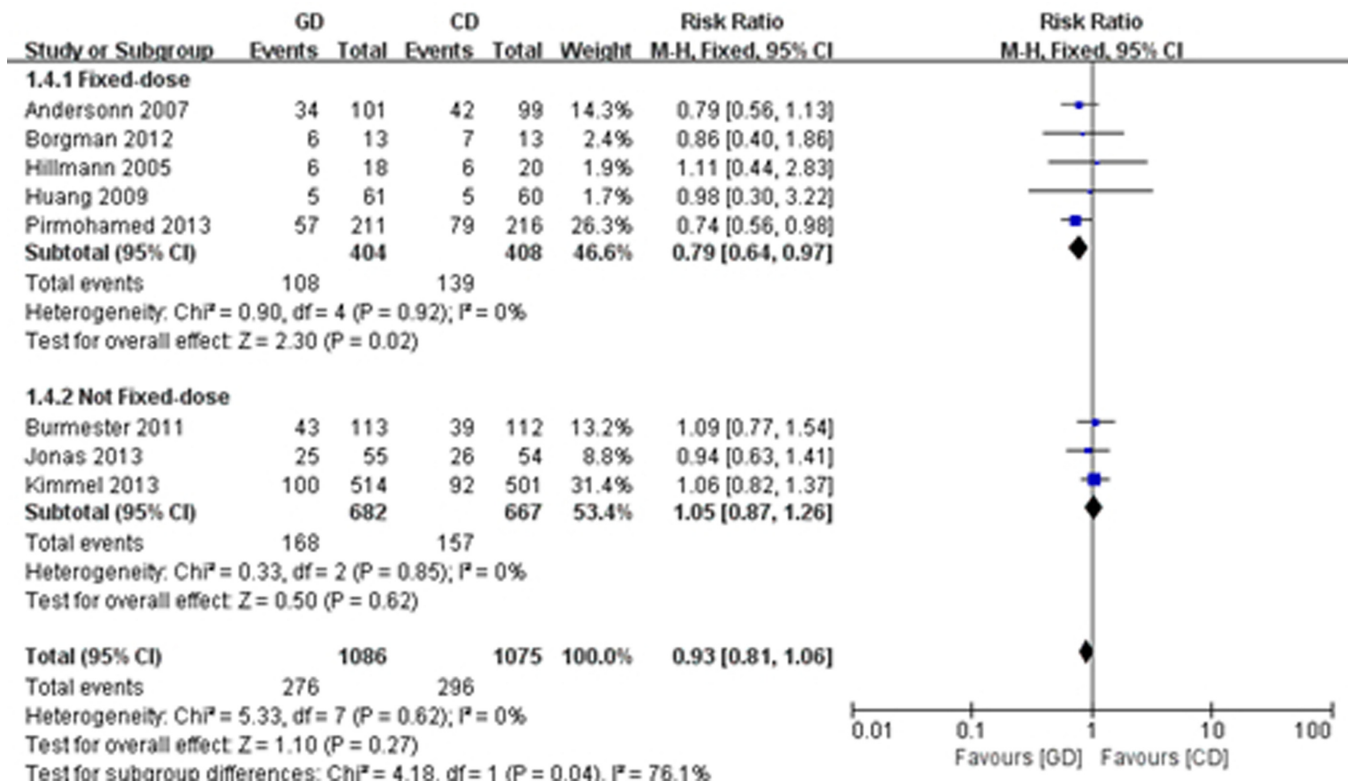 GD CD Risk Ratio Risk Ratio
Study or Subgroup Events Total Events Total Weight M-H, Fixed, 95% CI M-H, Fixed, 95% CI
1.4.1 Fixed-dose
Andersonn 2007 34 101 42 99 14.3% 0.79 [0.56, 1.13]
Borgman 2012 6 13 7 13 2.4% 0.86 [0.40, 1.86]
Hillmann 2005 6 18 6 20 1.9% 1.11 [0.44, 2.83]
Huang 2009 5 61 5 60 1.7% 0.98 [0.30, 3.22]
Pirmohamed 2013 57 211 79 216 26.3% 0.74 [0.56, 0.98]
Subtotal (95% CI) 404 408 46.6% 0.79 [0.64, 0.97]
Total events 108 139
Heterogeneity: Chi² = 0.90, df = 4 (P = 0.92); I² = 0%
Test for overall effect: Z = 2.30 (P = 0.02)
1.4.2 Not Fixed-dose
Burmester 2011 43 113 39 112 13.2% 1.09 [0.77, 1.54]
Jonas 2013 25 55 26 54 8.8% 0.94 [0.63, 1.41]
Kimmel 2013 100 514 92 501 31.4% 1.06 [0.82, 1.37]
Subtotal (95% CI) 682 667 53.4% 1.05 [0.87, 1.26]
Total events 168 157
Heterogeneity: Chi² = 0.33, df = 2 (P = 0.85); I² = 0%
Test for overall effect: Z = 0.50 (P = 0.62)
Total (95% CI) 1086 1075 100.0% 0.93 [0.81, 1.06]
Total events 276 296
Heterogeneity: Chi² = 5.33, df = 7 (P = 0.62); I² = 0%
Test for overall effect: Z = 1.10 (P = 0.27)
Test for subgroup differences: Chi² = 4.18, df = 1 (P = 0.04), I² = 76.1%
0.01 0.1 1 10 100
Favours [GD] Favours [CD]